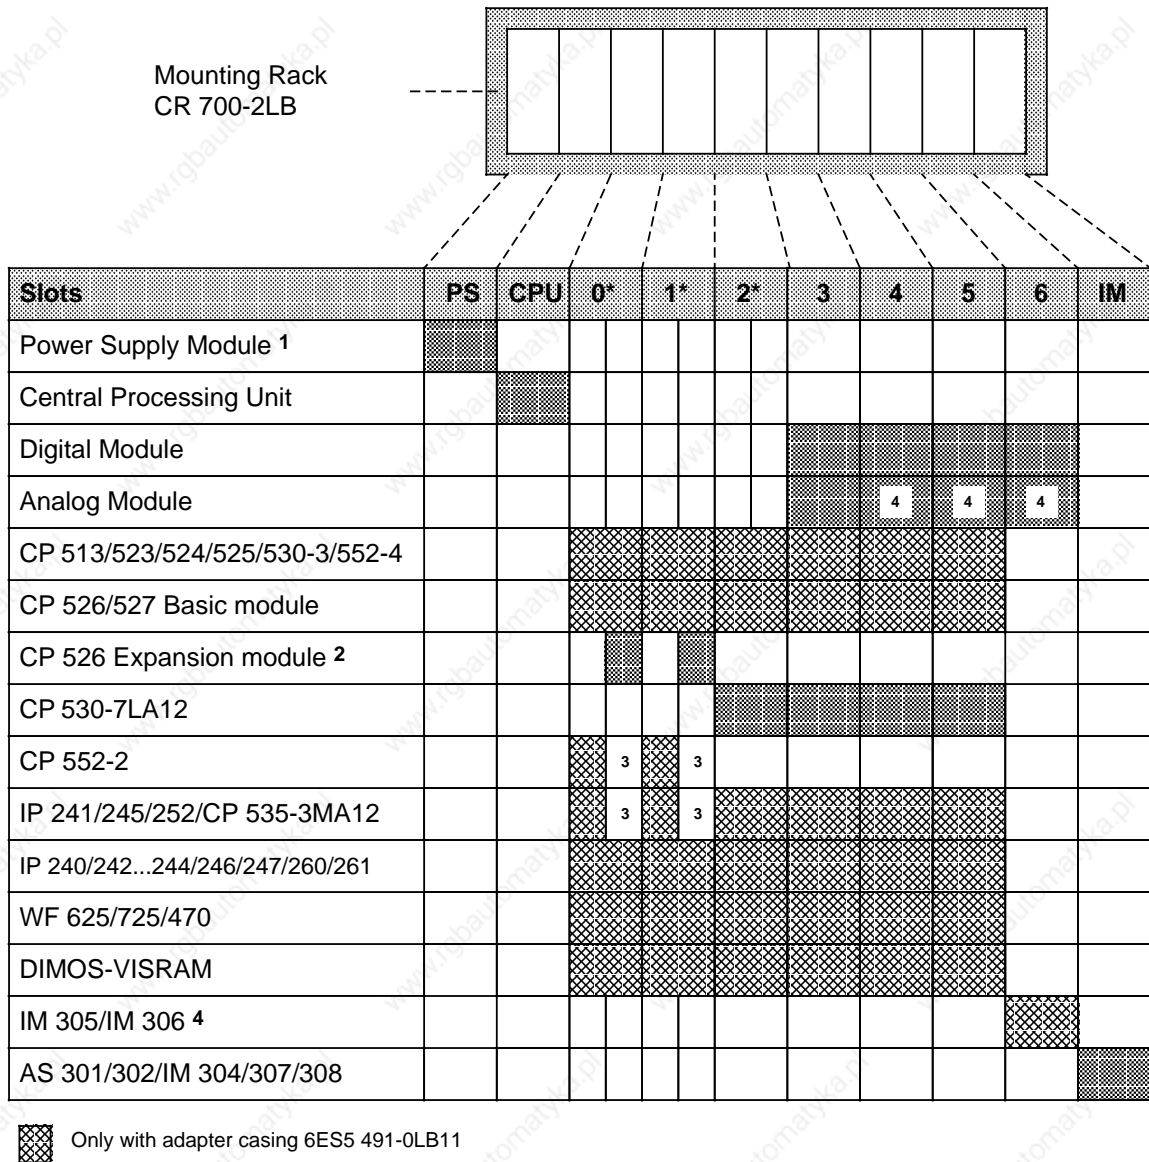 Mounting Rack
CR 700-2LB
Slots PS CPU 0* 1* 2* 3 4 5 6 IM
Power Supply Module 1
Central Processing Unit
Digital Module
Analog Module 4 4 4
CP 513/523/524/525/530-3/552-4
CP 526/527 Basic module
CP 526 Expansion module 2
CP 530-7LA12
CP 552-2 3 3
IP 241/245/252/CP 535-3MA12 3 3
IP 240/242...244/246/247/260/261
WF 625/725/470
DIMOS-VISRAM
IM 305/IM 306 4
AS 301/302/IM 304/307/308
Only with adapter casing 6ES5 491-0LB11
www.rgbautomatyka.pl